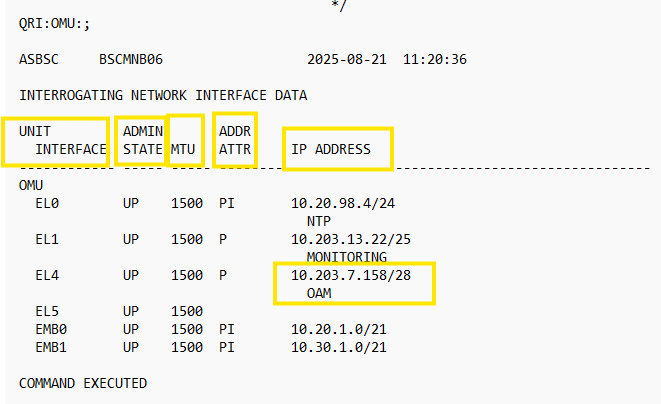 */
QRI:OMU:;
ASBSC BSCMNB06 2025-08-21 11:20:36
INTERROGATING NETWORK INTERFACE DATA
UNIT ADMIN ADDR
INTERFACE STATE MTU ATTR IP ADDRESS
------------ ----- ----- ---- ---------------------------------------------
OMU
EL0 UP 1500 PI 10.20.98.4/24
NTP
EL1 UP 1500 P 10.203.13.22/25
MONITORING
EL4 UP 1500 P 10.203.7.158/28
OAM
EL5 UP 1500
EMB0 UP 1500 PI 10.20.1.0/21
EMB1 UP 1500 PI 10.30.1.0/21
COMMAND EXECUTED